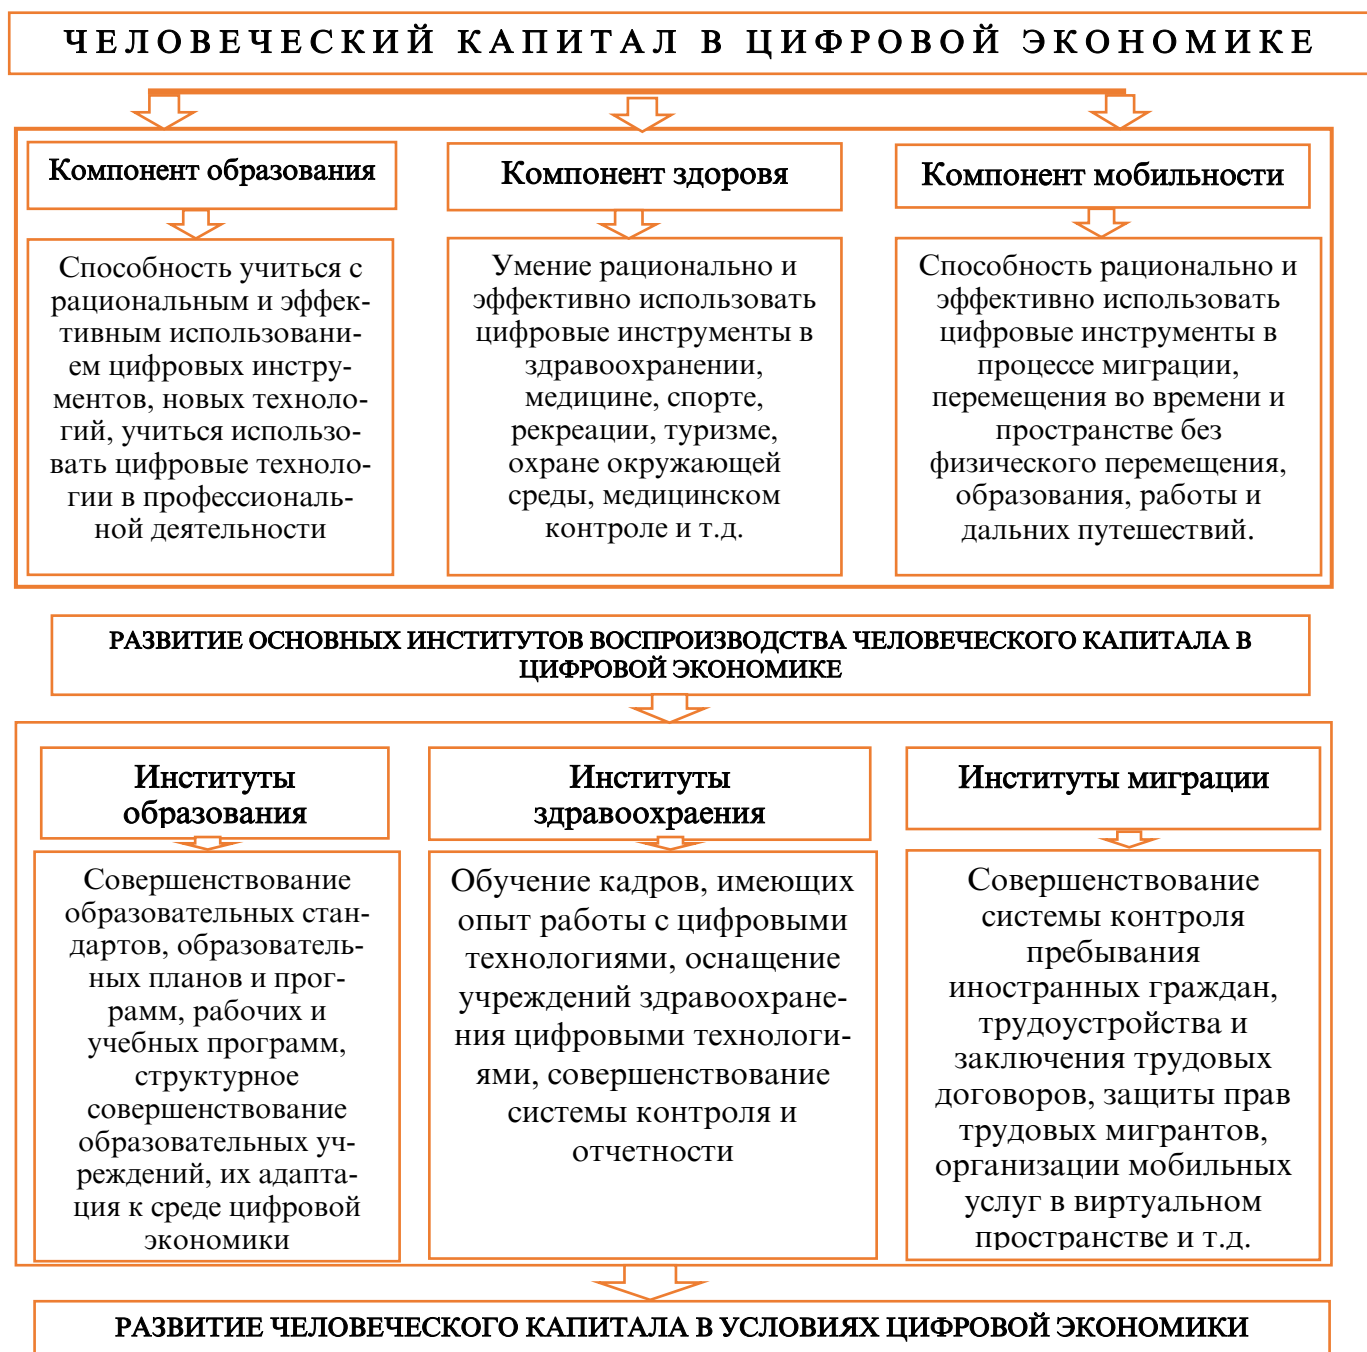 ЧЕЛОВЕЧЕСКИЙ КАПИТАЛ В ЦИФРОВОЙ ЭКОНОМИКЕ
Компонент образования
Способность учиться с
рациональным и эффек-
тивным использовани-
ем цифровых инстру-
ментов, новых техноло-
гий, учиться использо-
вать цифровые техноло-
гии в профессиональ-
ной деятельности
Компонент здоровя
Умение рационально и
эффективно использовать
цифровые инструменты в
здравоохранении,
медицине, спорте,
рекреации, туризме,
охране окружающей
среды, медицинском
контроле и т.д.
Компонент мобильности
Способность рационально и
эффективно использовать
цифровые инструменты в
процессе миграции,
перемещения во времени и
пространстве без
физического перемещения,
образования, работы и
дальних путешествий.
РАЗВИТИЕ ОСНОВНЫХ ИНСТИТУТОВ ВОСПРОИЗВОДСТВА ЧЕЛОВЕЧЕСКОГО КАПИТАЛА В
ЦИФРОВОЙ ЭКОНОМИКЕ
Институты
образования
Совершенствование
образовательных стан-
дартов, образователь-
ных планов и прог-
рамм, рабочих и
учебных программ,
структурное
совершенствование
образовательных уч-
реждений, их адапта-
ция к среде цифровой
экономики
Институты
здравоохраения
Обучение кадров, имеющих
опыт работы с цифровыми
технологиями, оснащение
учреждений здравоохране-
ния цифровыми технологи-
ями, совершенствование
системы контроля и
отчетности
Институты миграции
Совершенствование
системы контроля
пребывания
иностранных граждан,
трудоустройства и
заключения трудовых
договоров, защиты прав
трудовых мигрантов,
организации мобильных
услуг в виртуальном
пространстве и т.д.
РАЗВИТИЕ ЧЕЛОВЕЧЕСКОГО КАПИТАЛА В УСЛОВИЯХ ЦИФРОВОЙ ЭКОНОМИКИ